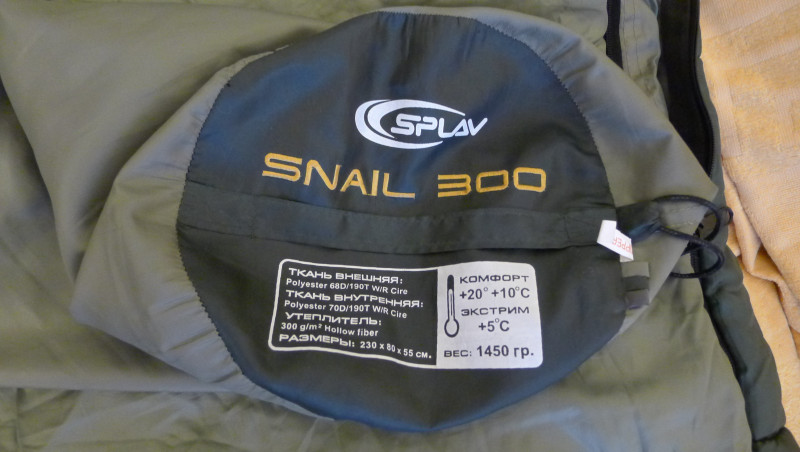 SPLAV
SNAIL 300
ТКАНЬ ВНЕШНЯЯ:
Polyester 68D/190T W/R Cire
ТКАНЬ ВНУТРЕННЯЯ:
Polyester 70D/190T W/R Cire
УТЕПЛИТЕЛЬ:
300 g/m² Hollow fiber
РАЗМЕРЫ: 230 x 80 x 55 см.
КОМФОРТ
+20° +10°C
ЭКСТРИМ
+5°C
ВЕС: 1450 гр.